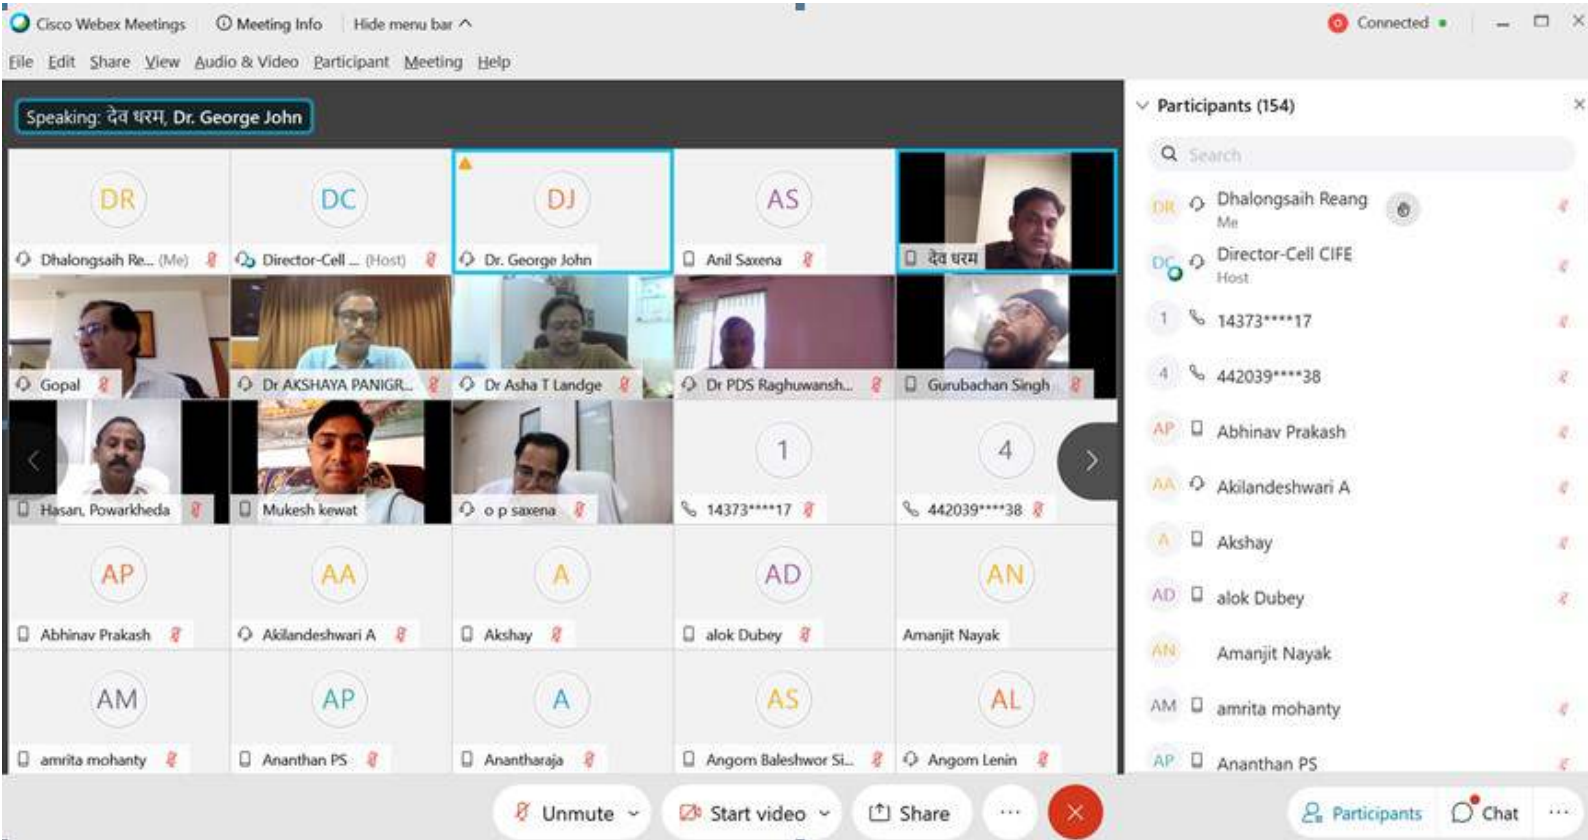 Cisco Webex Meetings Meeting Info Hide menu bar Connected
File Edit Share View Audio & Video Participant Meeting Help
Speaking: देव धरम, Dr. George John
DR DC DJ AS
Dhalongsaih Re... (Me) Director-Cell ... (Host) Dr. George John Anil Saxena देव धरम
Gopal Dr AKSHAYA PANIGR... Dr Asha T Landge Dr PDS Raghuwansh... Gurubachan Singh
1 4
Hasan, Powarkheda Mukesh kewat o p saxena 14373****17 442039****38
AP AA A AD AN
Abhinav Prakash Akilandeshwari A Akshay alok Dubey Amanjit Nayak
AM AP A AS AL
amrita mohanty Ananthan PS Anantharaja Angom Baleshwor Si... Angom Lenin
Participants (154)
Search
DR Dhalongsaih Reang
Me
DC Director-Cell CIFE
Host
1 14373****17
4 442039****38
AP Abhinav Prakash
AA Akilandeshwari A
A Akshay
AD alok Dubey
AN Amanjit Nayak
AM amrita mohanty
AP Ananthan PS
Unmute Start video Share ... Participants Chat ...